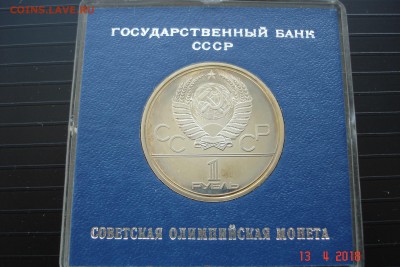 COINS.LAVE.RU
ГОСУДАРСТВЕННЫЙ БАНК
СССР
СС СР
1
РУБЛЬ
СОВЕТСКАЯ ОЛИМПИЙСКАЯ МОНЕТА
13 4 2018